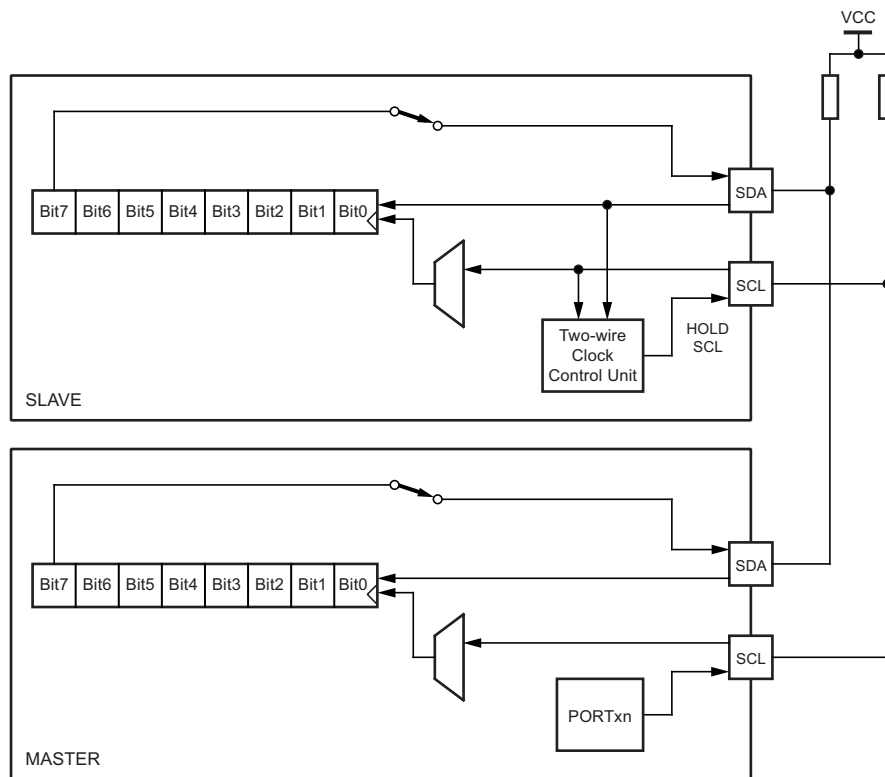 VCC
Bit7 Bit6 Bit5 Bit4 Bit3 Bit2 Bit1 Bit0
SDA
SCL
Two-wire
Clock
Control Unit
HOLD
SCL
SLAVE
Bit7 Bit6 Bit5 Bit4 Bit3 Bit2 Bit1 Bit0
SDA
SCL
PORTxn
MASTER